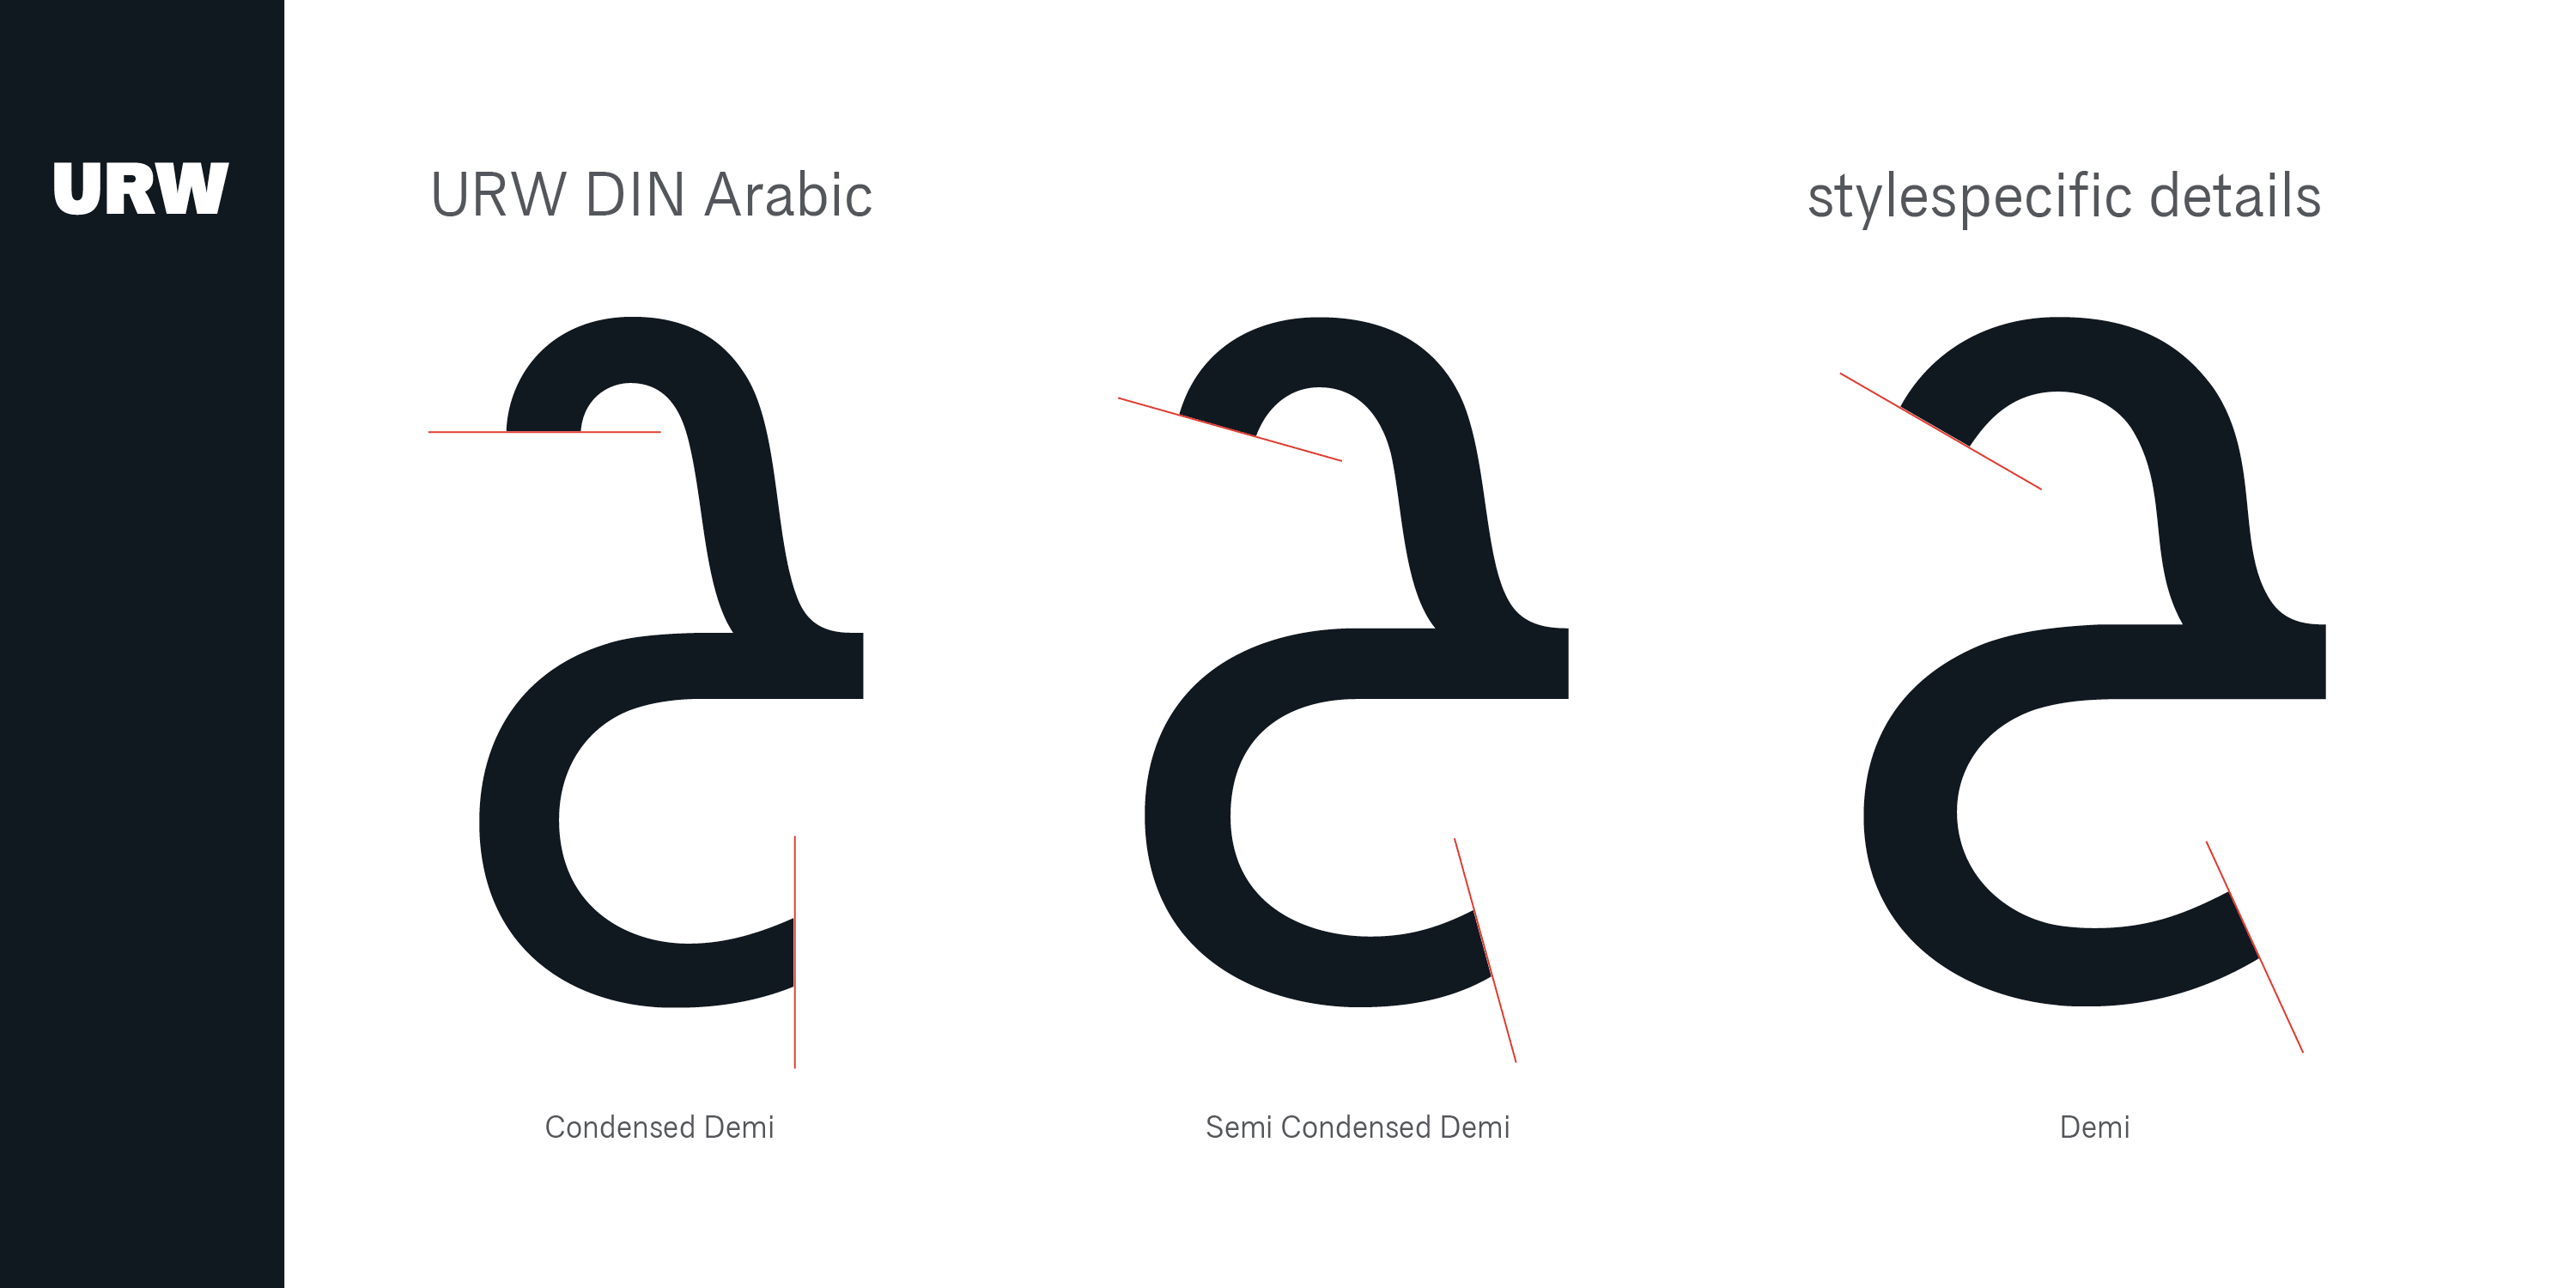 URW
URW DIN Arabic
stylespecific details
Condensed Demi
Semi Condensed Demi
Demi